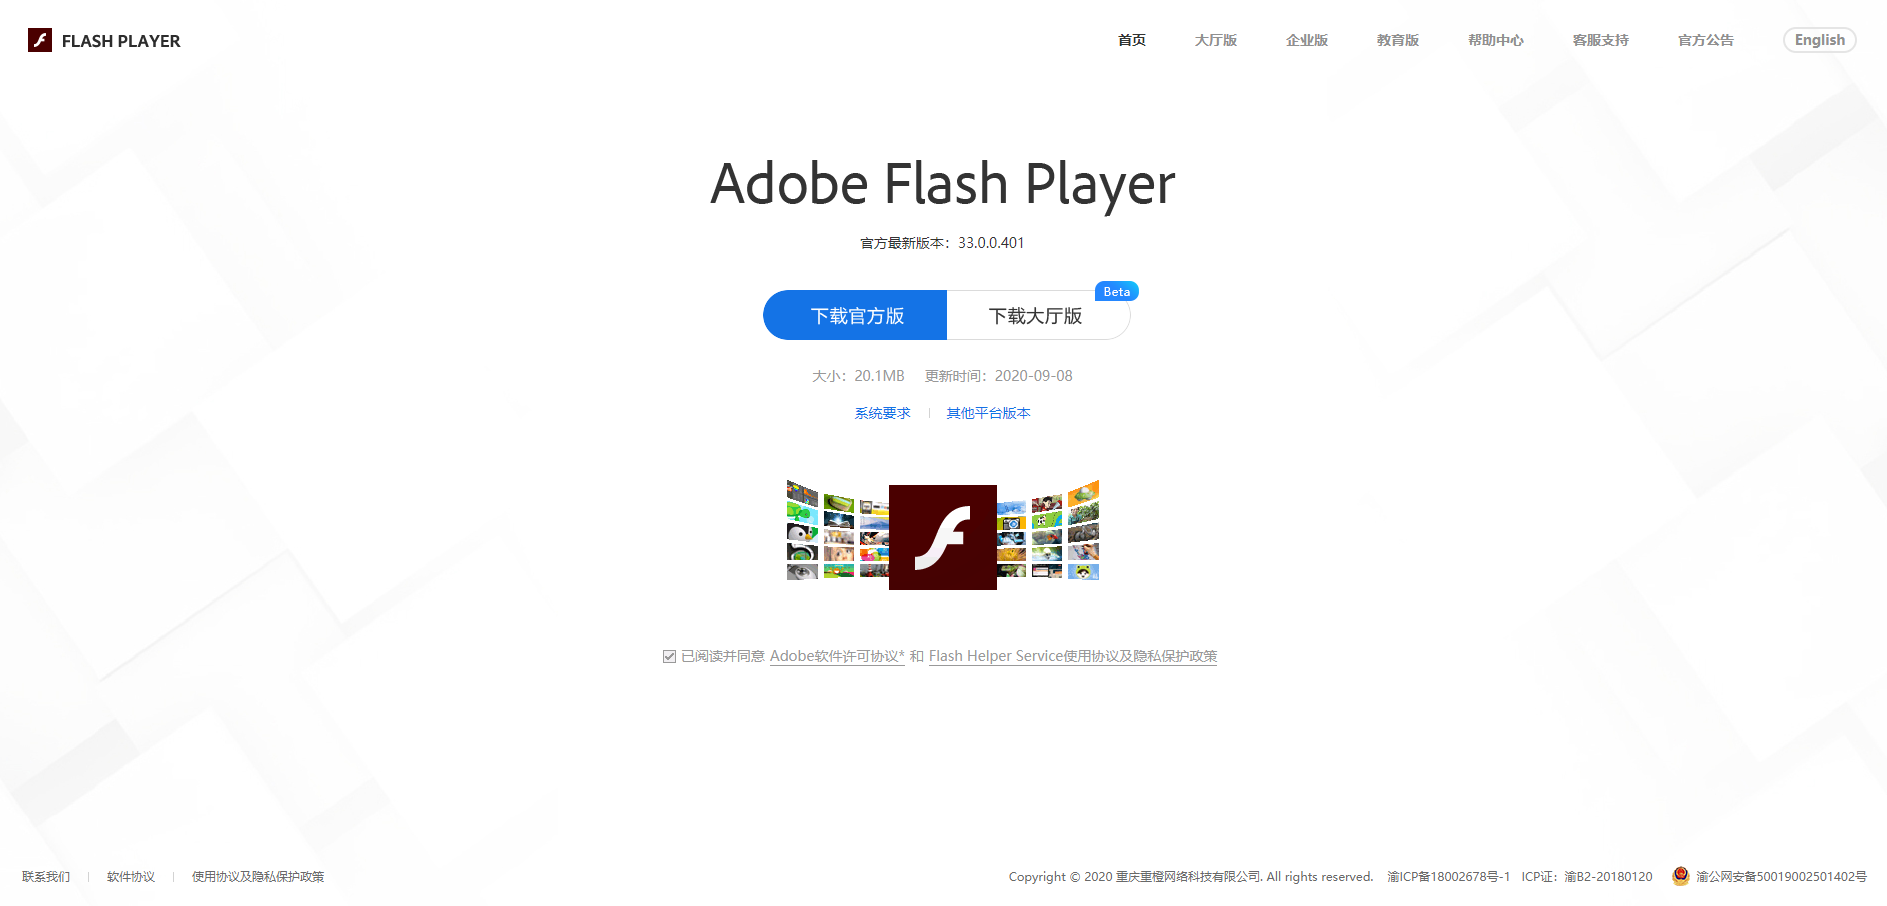 FLASH PLAYER
首页 大厅版 企业版 教育版 帮助中心 客服支持 官方公告 English
Adobe Flash Player
官方最新版本：33.0.0.401
Beta
下载官方版 下载大厅版
大小：20.1MB 更新时间：2020-09-08
系统要求 其他平台版本
已阅读并同意 Adobe软件许可协议* 和 Flash Helper Service使用协议及隐私保护政策
联系我们 软件协议 使用协议及隐私保护政策
Copyright © 2020 重庆重橙网络科技有限公司. All rights reserved. 渝ICP备18002678号-1 ICP证：渝B2-20180120 渝公网安备50019002501402号